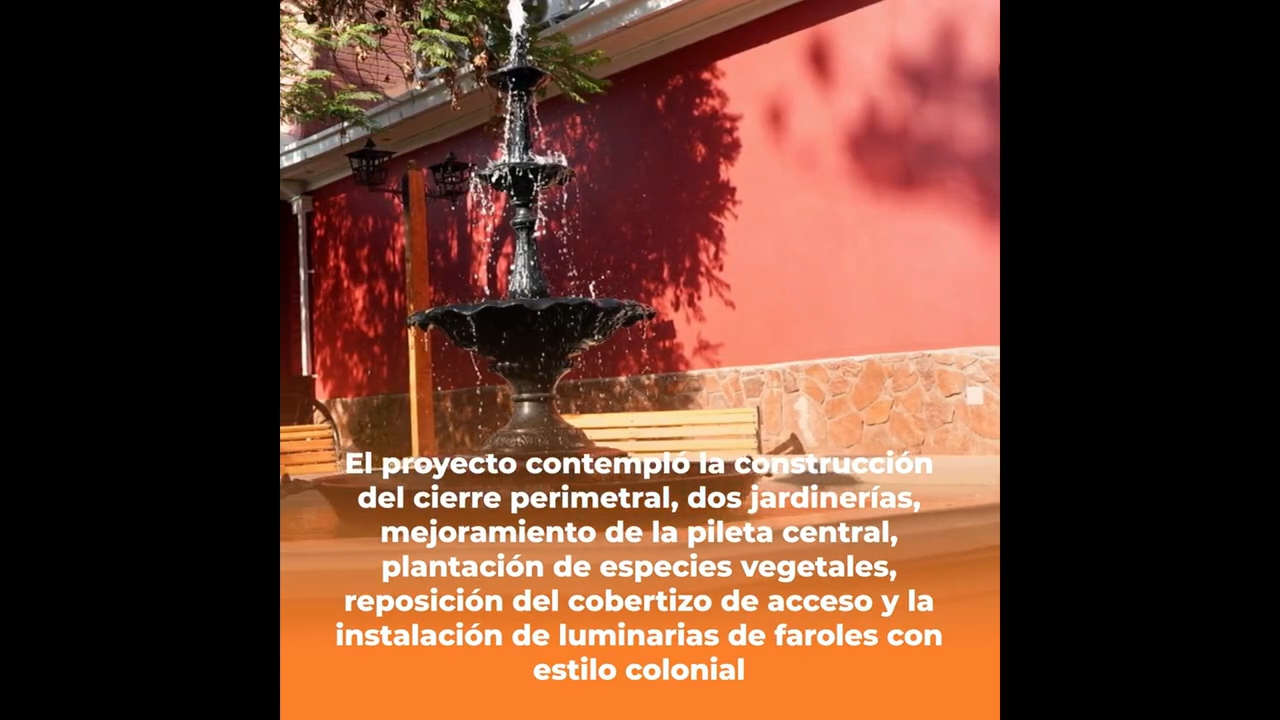 El proyecto contempló la construcción
del cierre perimetral, dos jardinerías,
mejoramiento de la pileta central,
plantación de especies vegetales,
reposición del cobertizo de acceso y la
instalación de luminarias de faroles con
estilo colonial